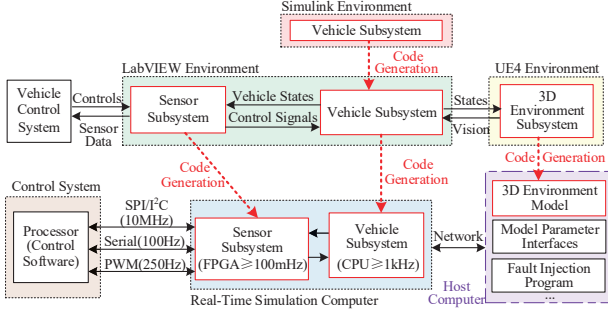 Simulink Environment
Vehicle Subsystem
Code
Generation
LabVIEW Environment
UE4 Environment
Vehicle
Control
System
Controls
Sensor
Data
Sensor
Subsystem
Vehicle States
Control Signals
Vehicle Subsystem
States
Vision
3D
Environment
Subsystem
Code
Generation
Code
Generation
Code Generation
Control System
Processor
(Control
Software)
SPI/I²C
(10MHz)
Serial(100Hz)
PWM(250Hz)
Sensor
Subsystem
(FPGA≥100mHz)
Vehicle
Subsystem
(CPU≥1kHz)
Real-Time Simulation Computer
Network
Host
Computer
3D Environment
Model
Model Parameter
Interfaces
Fault Injection
Program
...